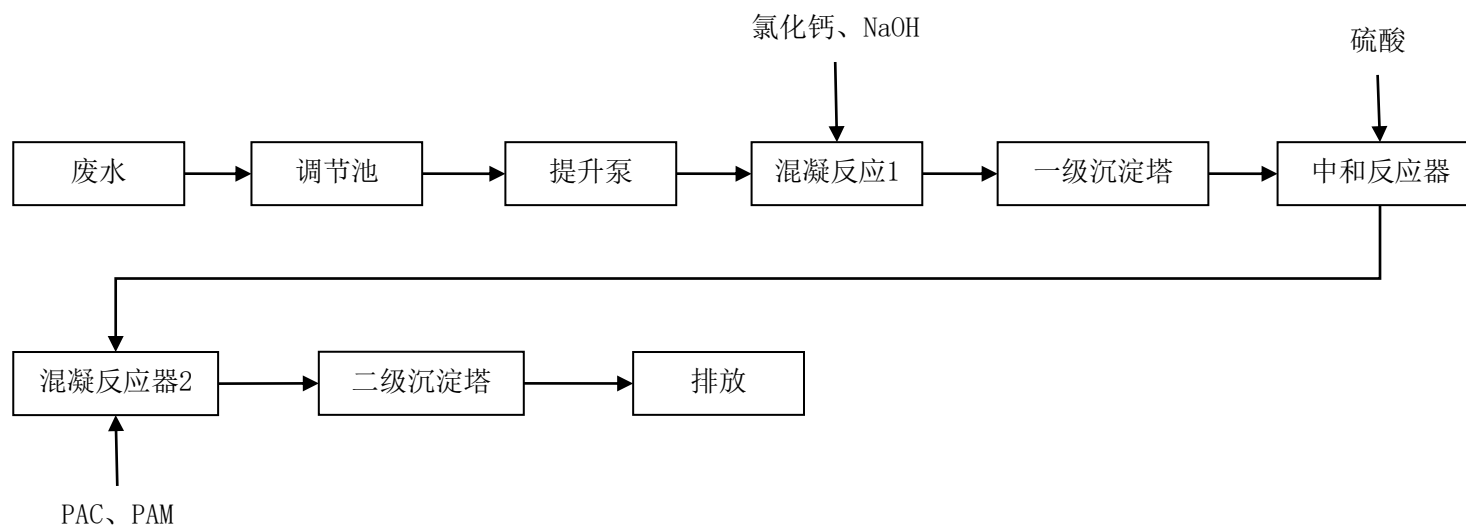 氯化钙、NaOH
硫酸
废水
调节池
提升泵
混凝反应1
一级沉淀塔
中和反应器
混凝反应器2
二级沉淀塔
排放
PAC、PAM